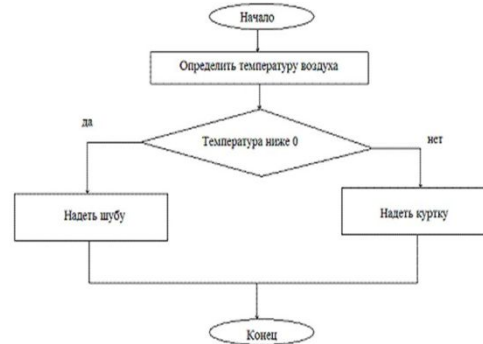 Начало
Определить температуру воздуха
да
Температура ниже 0
нет
Надеть шубу
Надеть куртку
Конец